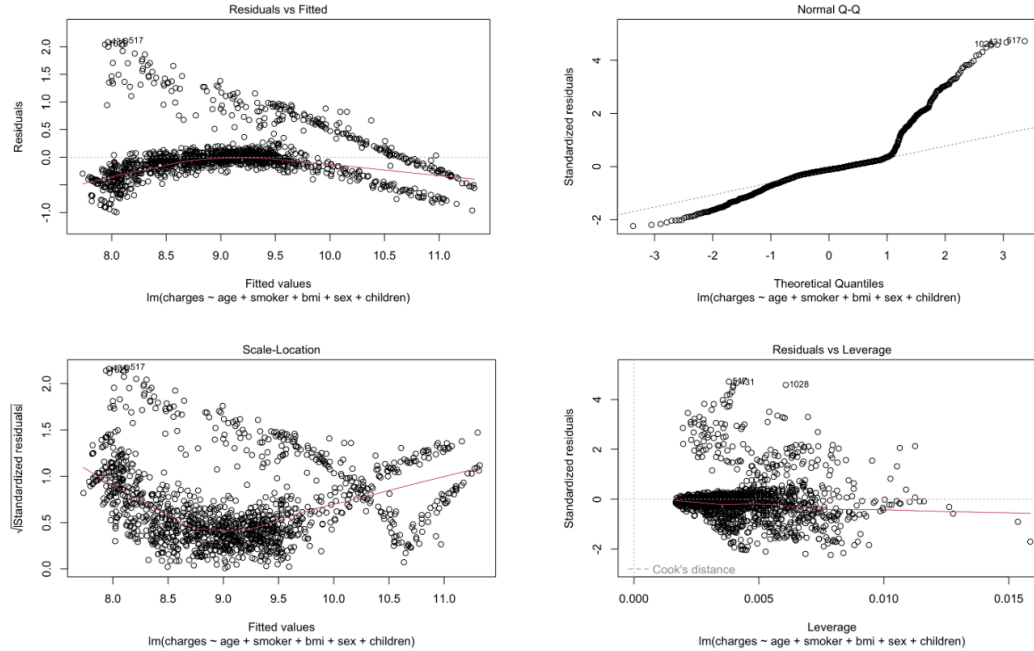 Residuals vs Fitted
Residuals
2.0
1.0
0.0
-1.0
517
8.0 8.5 9.0 9.5 10.0 10.5 11.0
Fitted values
lm(charges ~ age + smoker + bmi + sex + children)
Normal Q-Q
Standardized residuals
4
2
0
-2
517
-3 -2 -1 0 1 2 3
Theoretical Quantiles
lm(charges ~ age + smoker + bmi + sex + children)
Scale-Location
√|Standardized residuals|
2.0
1.5
1.0
0.5
0.0
517
8.0 8.5 9.0 9.5 10.0 10.5 11.0
Fitted values
lm(charges ~ age + smoker + bmi + sex + children)
Residuals vs Leverage
Standardized residuals
4
2
0
-2
517
431
1028
Cook's distance
0.000 0.005 0.010 0.015
Leverage
lm(charges ~ age + smoker + bmi + sex + children)